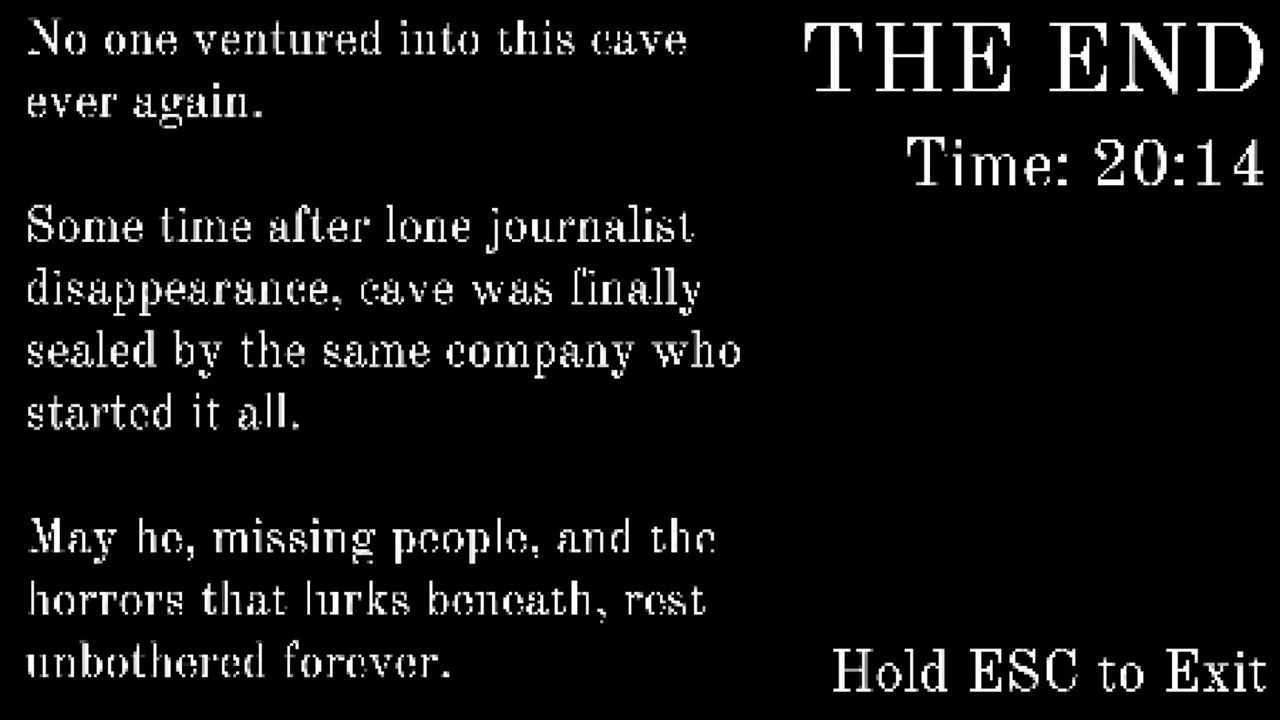 No one ventured into this cave
ever again.
Some time after lone journalist
disappearance, cave was finally
sealed by the same company who
started it all.
May he, missing people, and the
horrors that lurks beneath, rest
unbothered forever.
THE END
Time: 20:14
Hold ESC to Exit